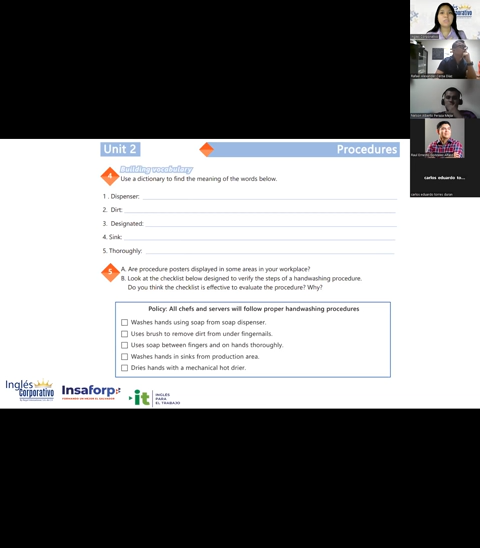 Unit 2
Procedures
4
Building vocabulary
Use a dictionary to find the meaning of the words below.
1 . Dispenser:
2. Dirt:
3. Designated:
4. Sink:
5. Thoroughly:
5
A. Are procedure posters displayed in some areas in your workplace?
B. Look at the checklist below designed to verify the steps of a handwashing procedure.
Do you think the checklist is effective to evaluate the procedure? Why?
Policy: All chefs and servers will follow proper handwashing procedures
Washes hands using soap from soap dispenser.
Uses brush to remove dirt from under fingernails.
Uses soap between fingers and on hands thoroughly.
Washes hands in sinks from production area.
Dries hands with a mechanical hot drier.
Inglés
corporativo
Insaforp
it
INGLÉS
PARA
EL TRABAJO
carlos eduardo to...
carlos eduardo torres duran